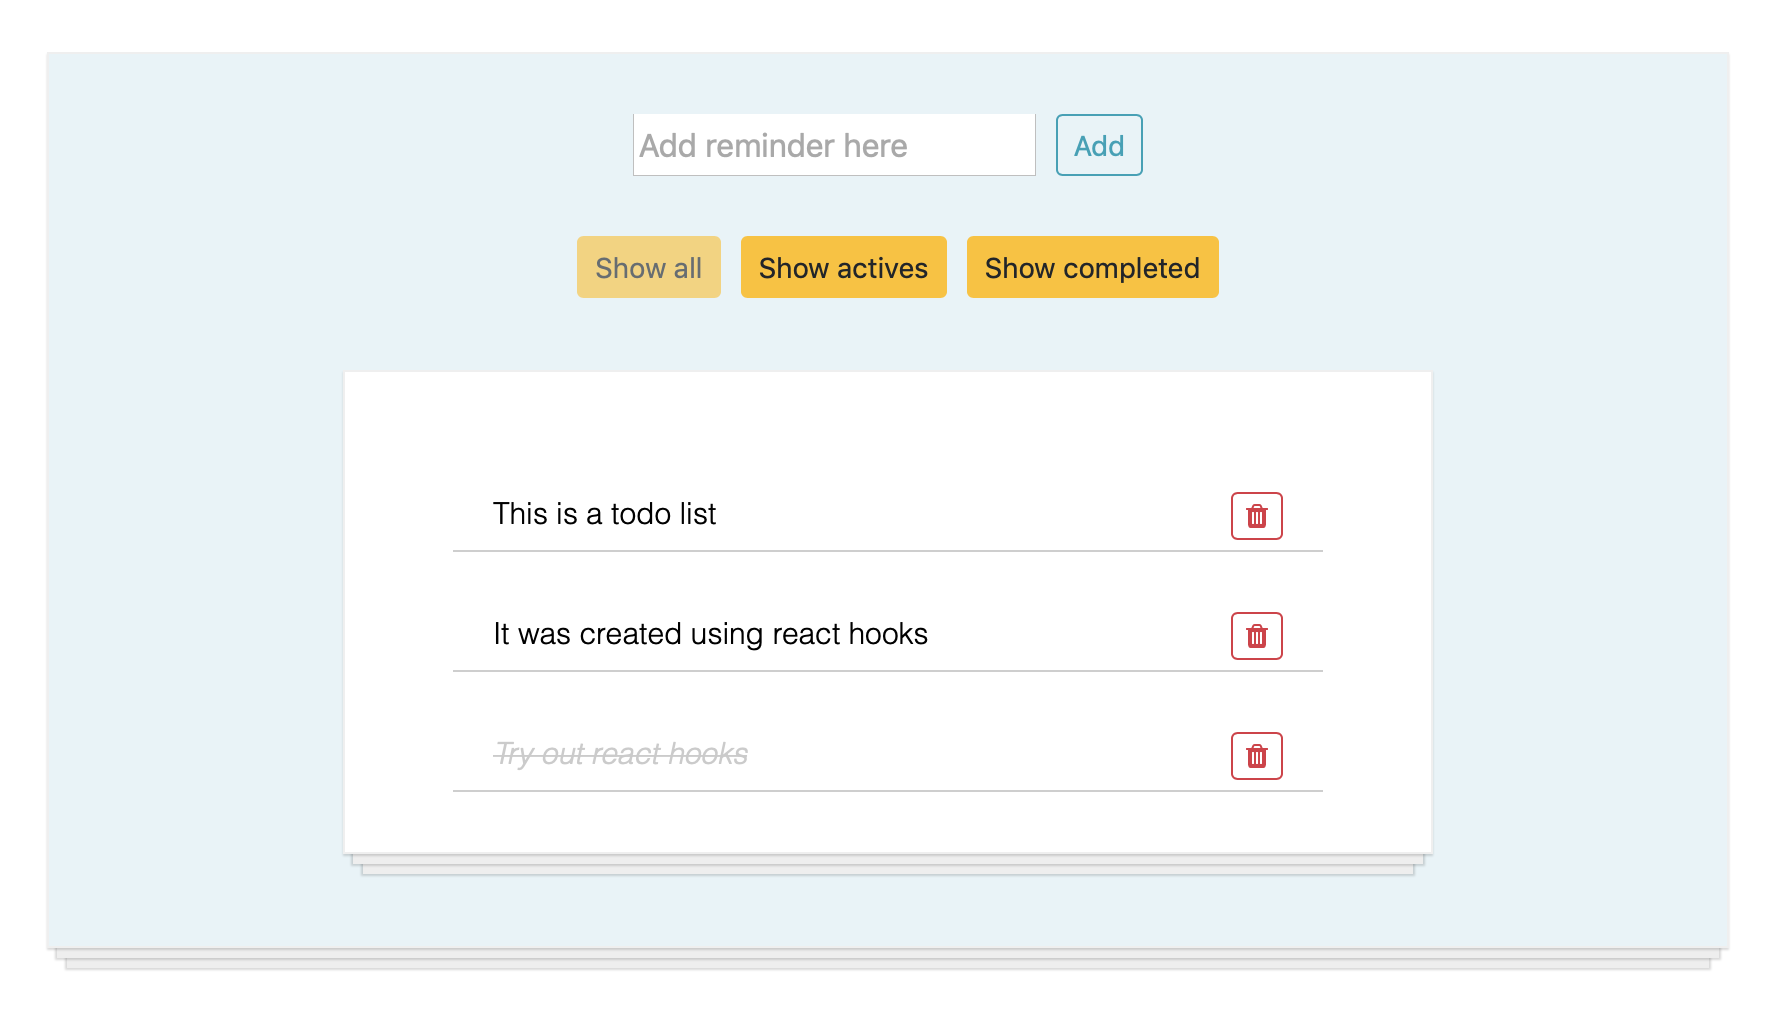 Add reminder here
Add
Show all
Show actives
Show completed
This is a todo list
It was created using react hooks
Try out react hooks